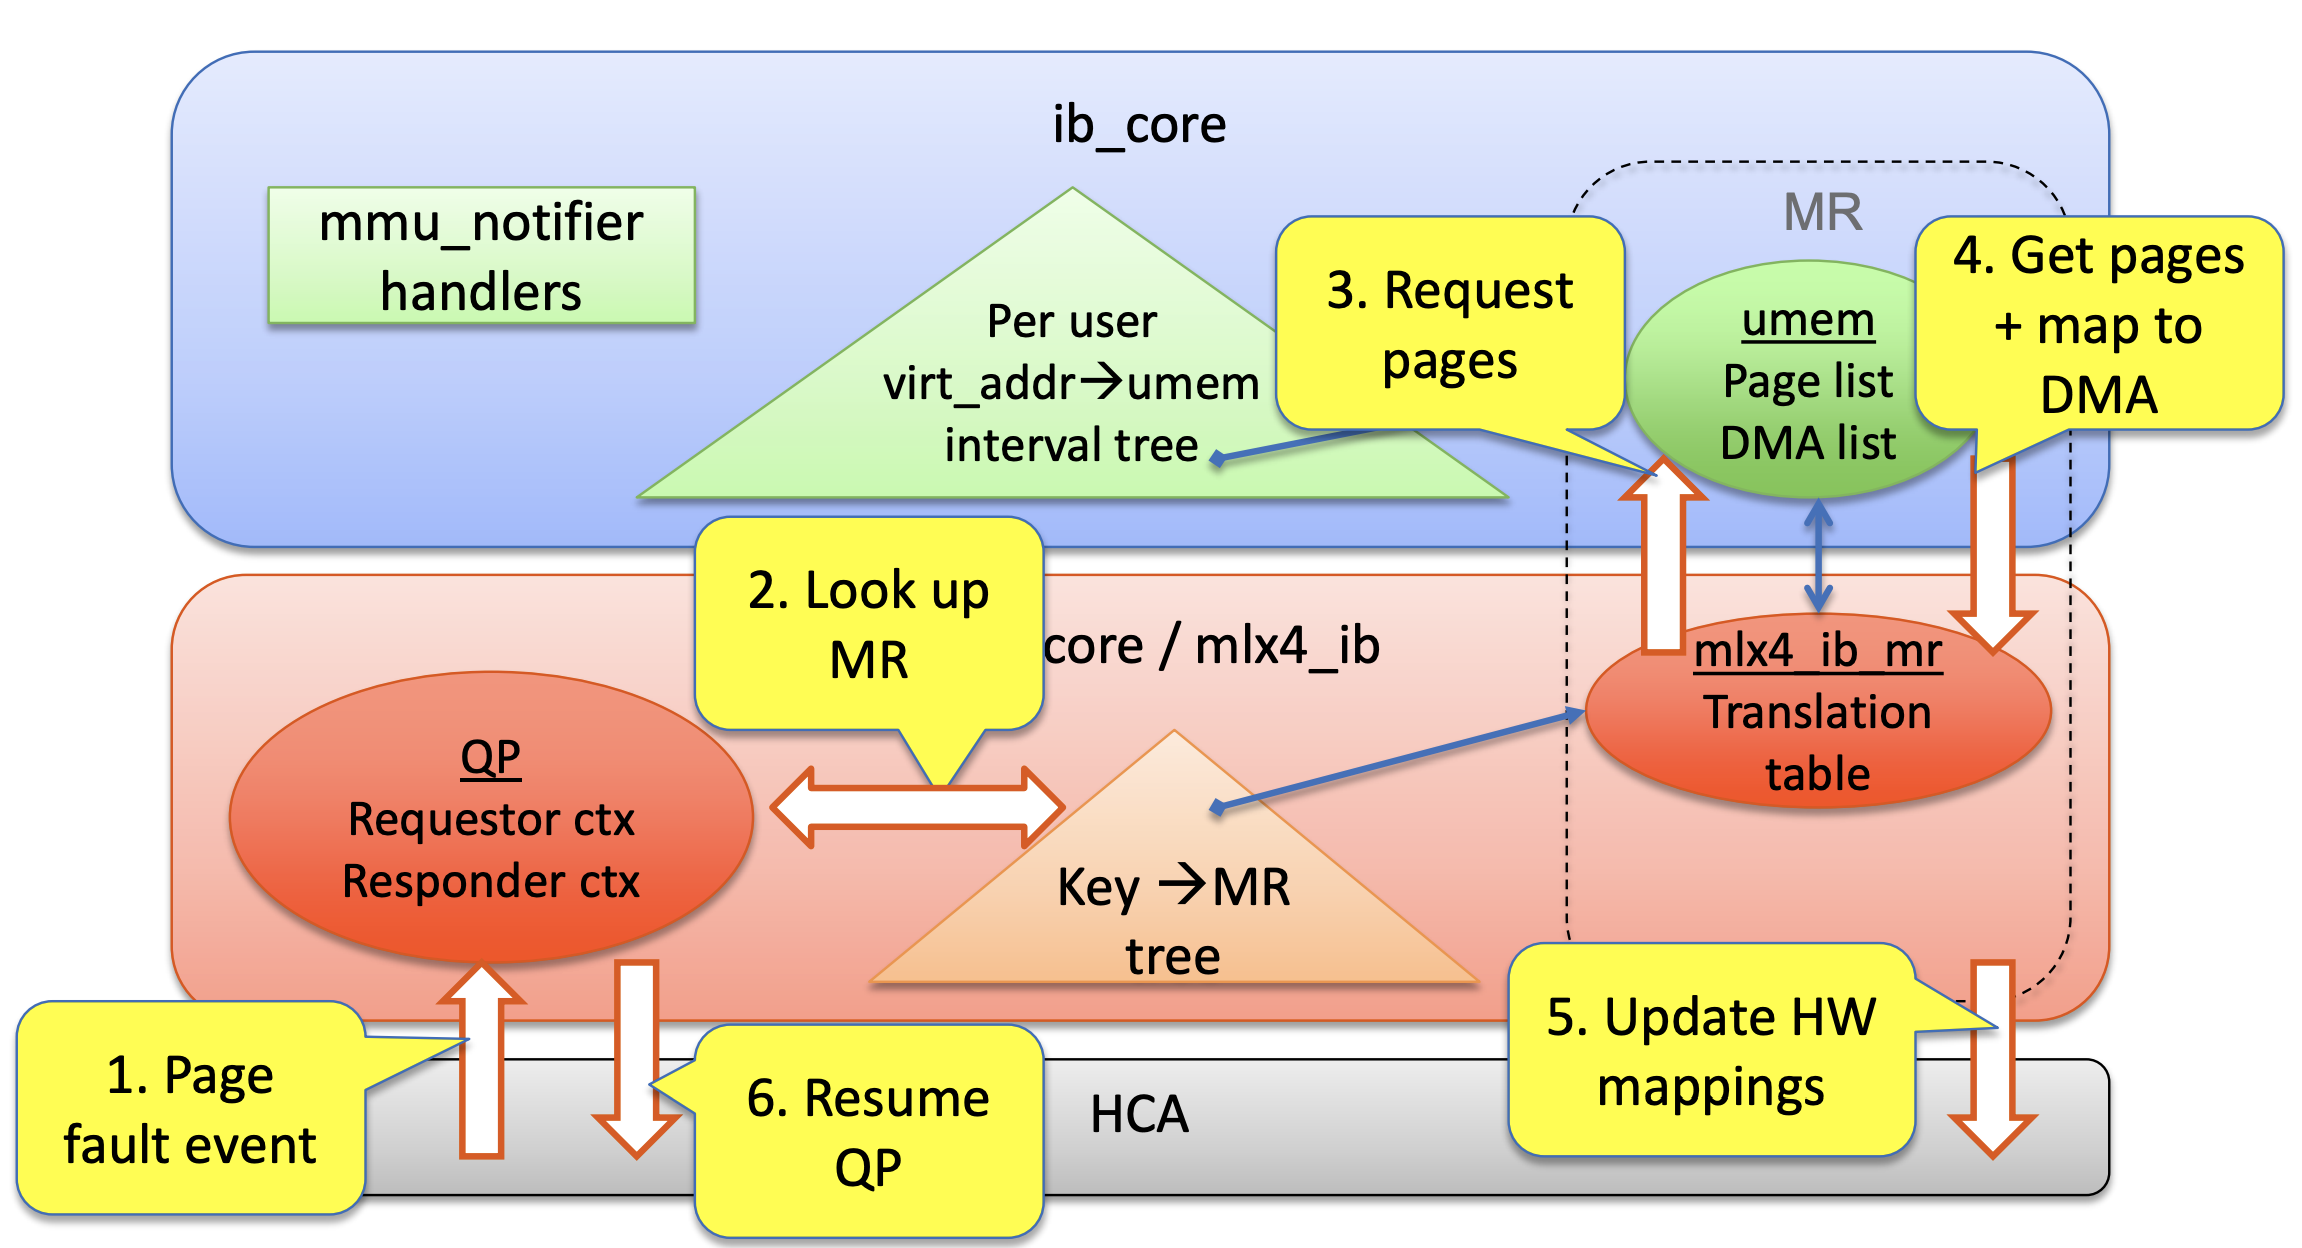 ib_core
mmu_notifier
handlers
Per user
virt_addr→umem
interval tree
3. Request
pages
MR
umem
Page list
DMA list
4. Get pages
+ map to
DMA
2. Look up
MR
core / mlx4_ib
mlx4_ib_mr
Translation
table
QP
Requestor ctx
Responder ctx
Key →MR
tree
1. Page
fault event
6. Resume
QP
HCA
5. Update HW
mappings